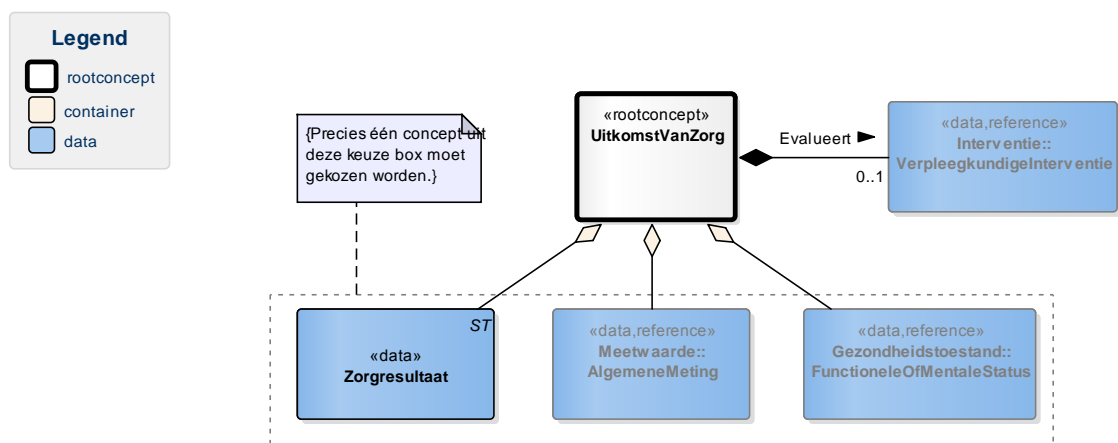 Legend
rootconcept
container
data
{Precies één concept uit
deze keuze box moet
gekozen worden.}
«rootconcept»
UitkomstVanZorg
Evalueert
0..1
«data,reference»
Interventie::
VerpleegkundigeInterventie
ST
«data»
Zorgresultaat
«data,reference»
Meetwaarde::
AlgemeneMeting
«data,reference»
Gezondheidstoestand::
FunctioneleOfMentaleStatus